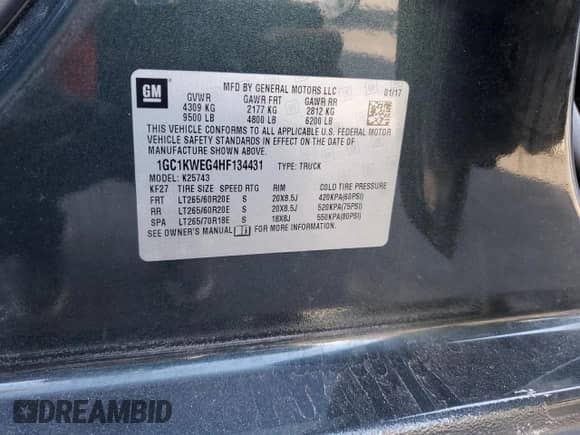 GM
MFD BY GENERAL MOTORS LLC 01/17
GVWR GAWR FRT GAWR RR
4309 KG 2177 KG 2812 KG
9500 LB 4800 LB 6200 LB
THIS VEHICLE CONFORMS TO ALL APPLICABLE U.S. FEDERAL MOTOR
VEHICLE SAFETY STANDARDS IN EFFECT ON THE DATE OF
MANUFACTURE SHOWN ABOVE.
1GC1KWEG4HF134431 TYPE: TRUCK
MODEL: K25743
KF27 TIRE SIZE SPEED RTG RIM COLD TIRE PRESSURE
FRT LT265/60R20E S 20X8.5J 420KPA(60PSI)
RR LT265/60R20E S 20X8.5J 520KPA(75PSI)
SPA LT265/70R18E S 18X8J 550KPA(80PSI)
SEE OWNER'S MANUAL FOR MORE INFORMATION.
DREAMBID